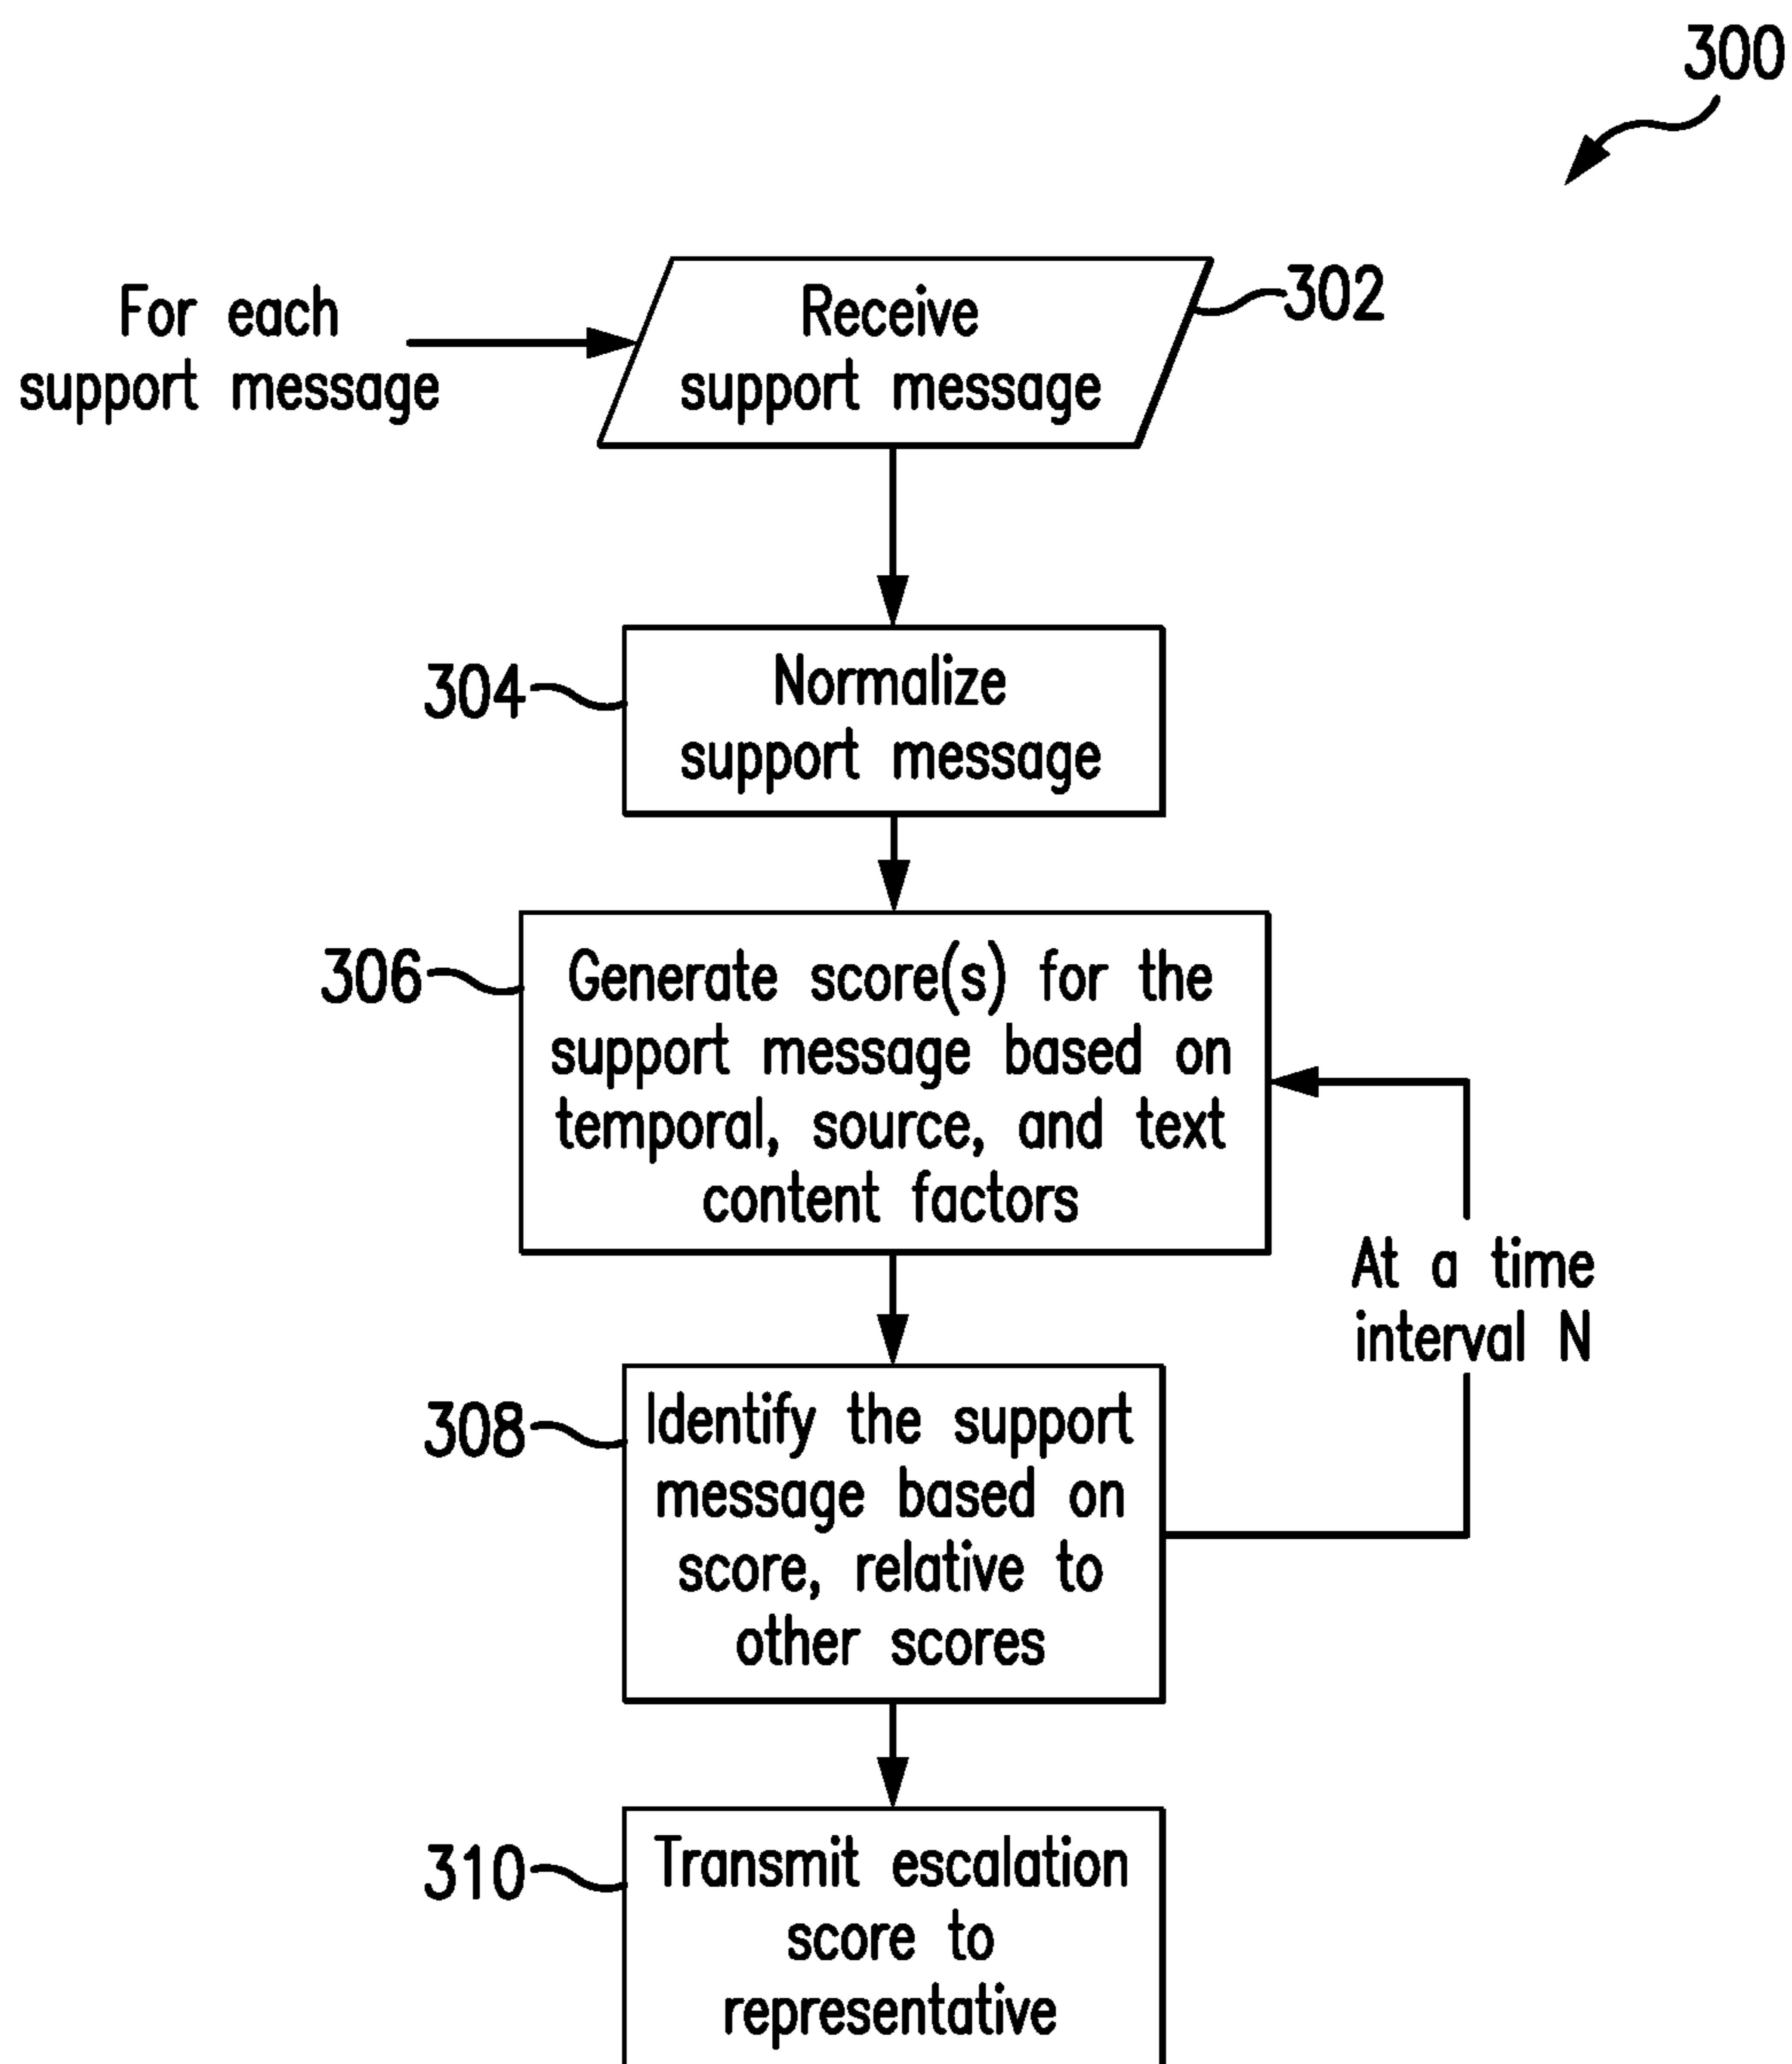 300
For each
support message
Receive
support message
302
304
Normalize
support message
306
Generate score(s) for the
support message based on
temporal, source, and text
content factors
At a time
interval N
308
Identify the support
message based on
score, relative to
other scores
310
Transmit escalation
score to
representative